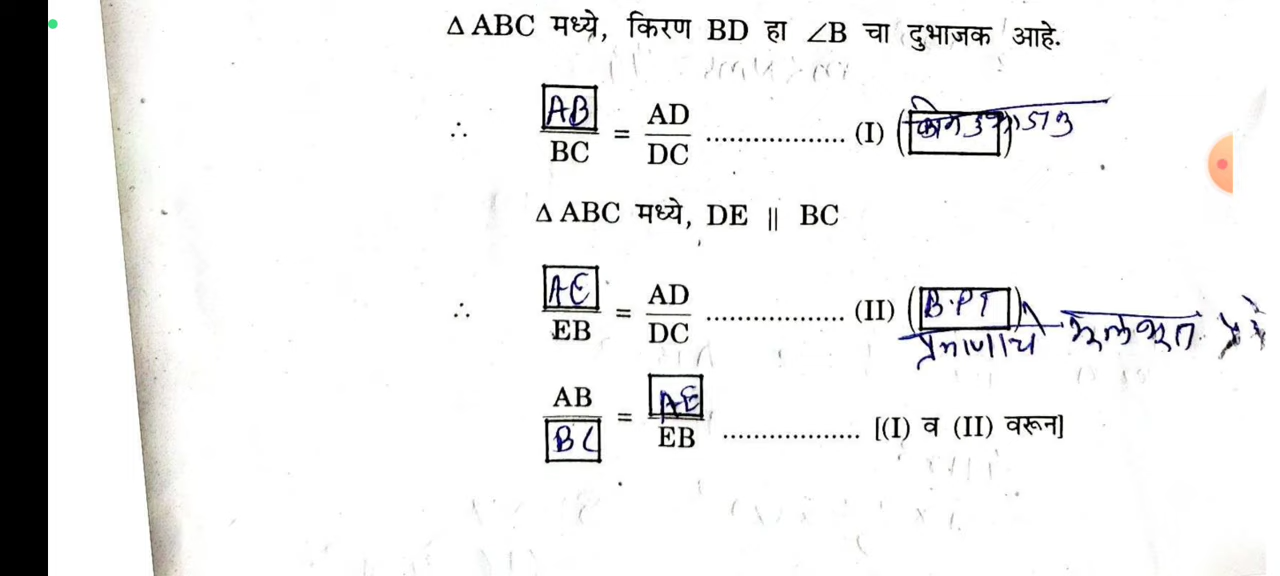 Δ ABC मध्ये, किरण BD हा ∠B चा दुभाजक आहे.
∴ AB/BC = AD/DC .................. (I) (
Δ ABC मध्ये, DE || BC
∴ AE/EB = AD/DC .................. (II) (B.P.T)
प्रमाणाचे मूलभूत
AB/BC = AE/EB .................. [(I) व (II) वरून]